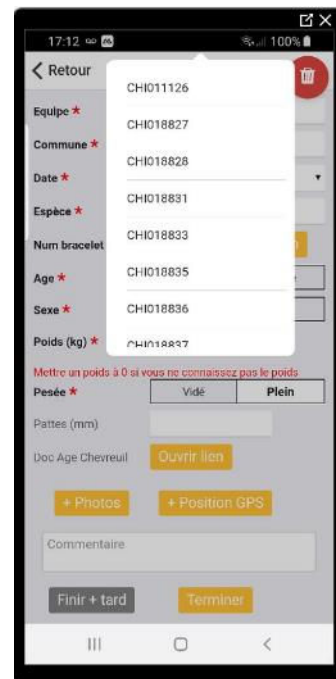 17:12
100%
Retour
CHI011126
Equipe *
CHI018827
Commune *
CHI018828
Date *
CHI018831
Espèce *
CHI018833
Num bracelet
CHI018835
Age *
CHI018836
Sexe *
CHI018837
Poids (kg) *
Mettre un poids à 0 si vous ne connaissez pas le poids
Pesée * Vidé Plein
Pattes (mm)
Doc Age Chevreuil Ouvrir lien
+ Photos + Position GPS
Commentaire
Finir + tard Terminer